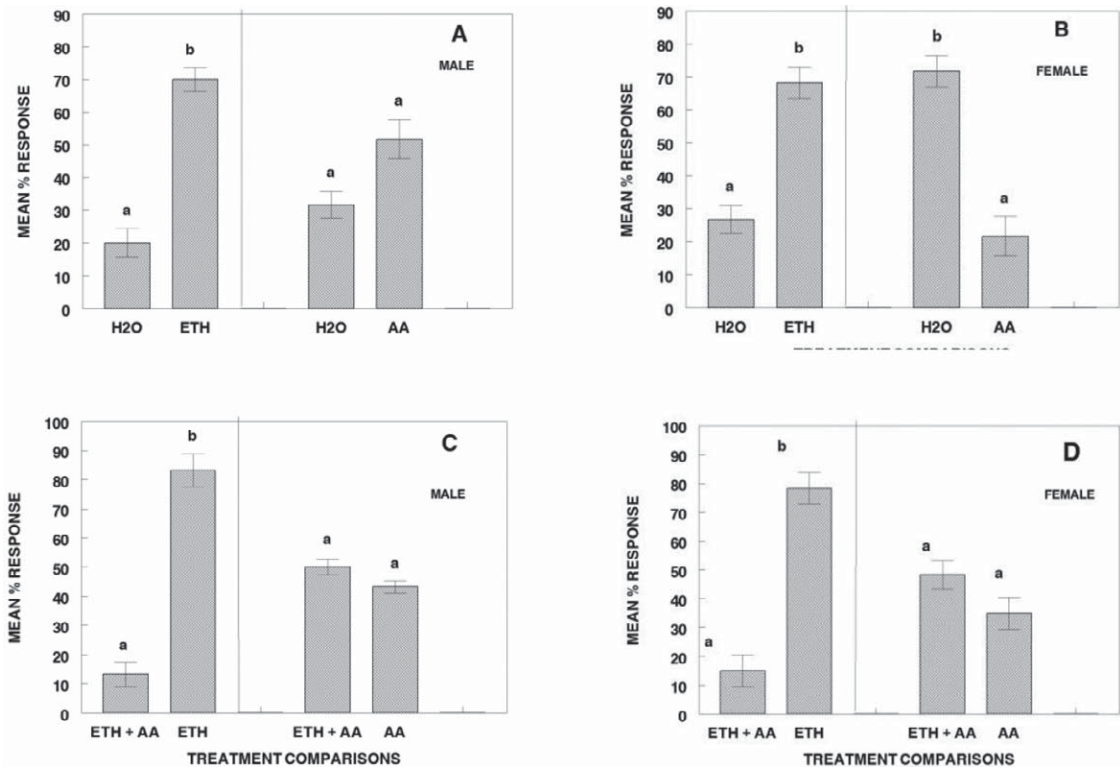 90
80
70
60
50
40
30
20
10
0
MEAN % RESPONSE
A
MALE
a
b
a
a
H2O ETH H2O AA
90
80
70
60
50
40
30
20
10
0
MEAN % RESPONSE
B
FEMALE
a
b
b
a
H2O ETH H2O AA
100
90
80
70
60
50
40
30
20
10
0
MEAN % RESPONSE
C
MALE
a
b
a
a
ETH + AA ETH ETH + AA AA
TREATMENT COMPARISONS
100
90
80
70
60
50
40
30
20
10
0
MEAN % RESPONSE
D
FEMALE
a
b
a
a
ETH + AA ETH ETH + AA AA
TREATMENT COMPARISONS